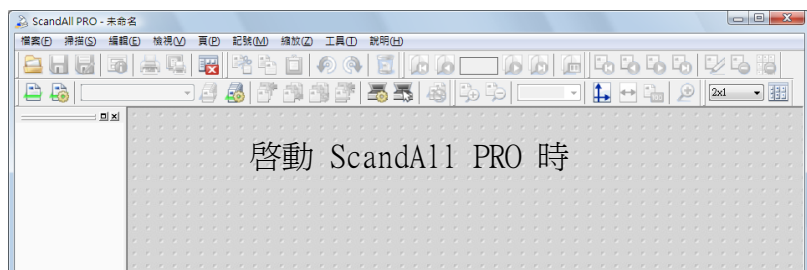 ScandAll PRO - 未命名
檔案(F) 掃描(S) 編輯(E) 檢視(V) 頁(P) 記號(M) 縮放(Z) 工具(T) 說明(H)
2x1
啓動 ScandAll PRO 時